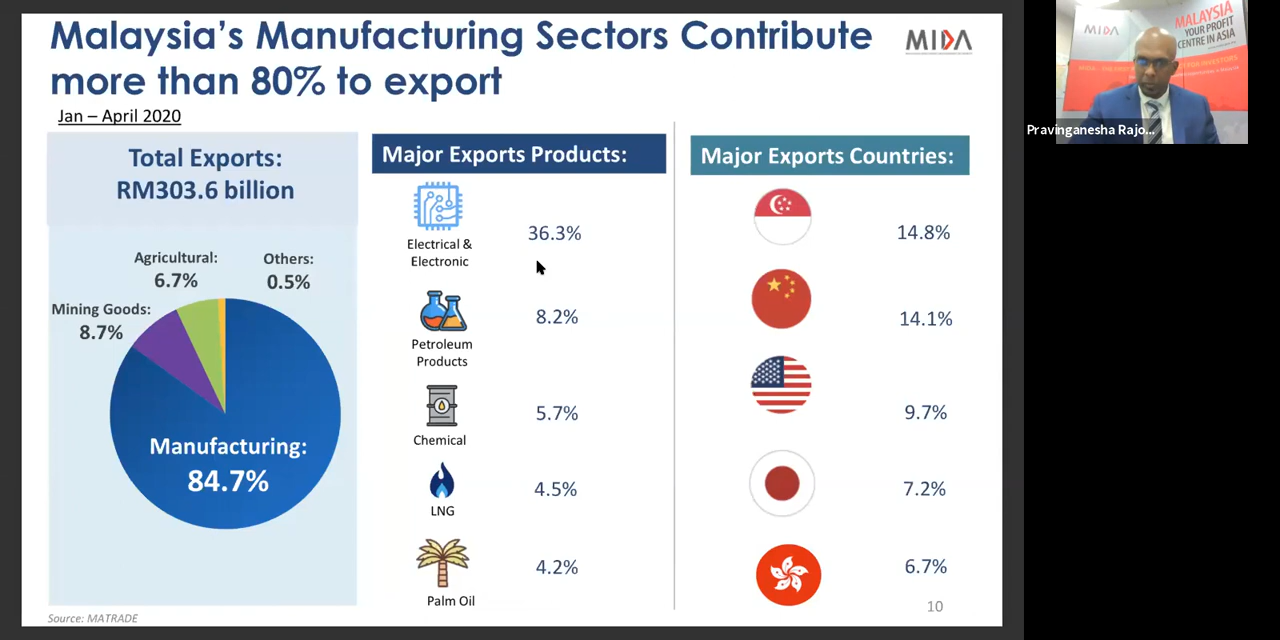 Malaysia's Manufacturing Sectors Contribute
more than 80% to export
MIDA
Jan – April 2020
Total Exports:
RM303.6 billion
Agricultural:
6.7%
Others:
0.5%
Mining Goods:
8.7%
Manufacturing:
84.7%
Major Exports Products:
Electrical &
Electronic
36.3%
Petroleum
Products
8.2%
Chemical
5.7%
LNG
4.5%
Palm Oil
4.2%
Major Exports Countries:
14.8%
14.1%
9.7%
7.2%
6.7%
10
Source: MATRADE
MIDA
MALAYSIA
YOUR PROFIT
CENTRE IN ASIA
Pravinganesha Rajo...